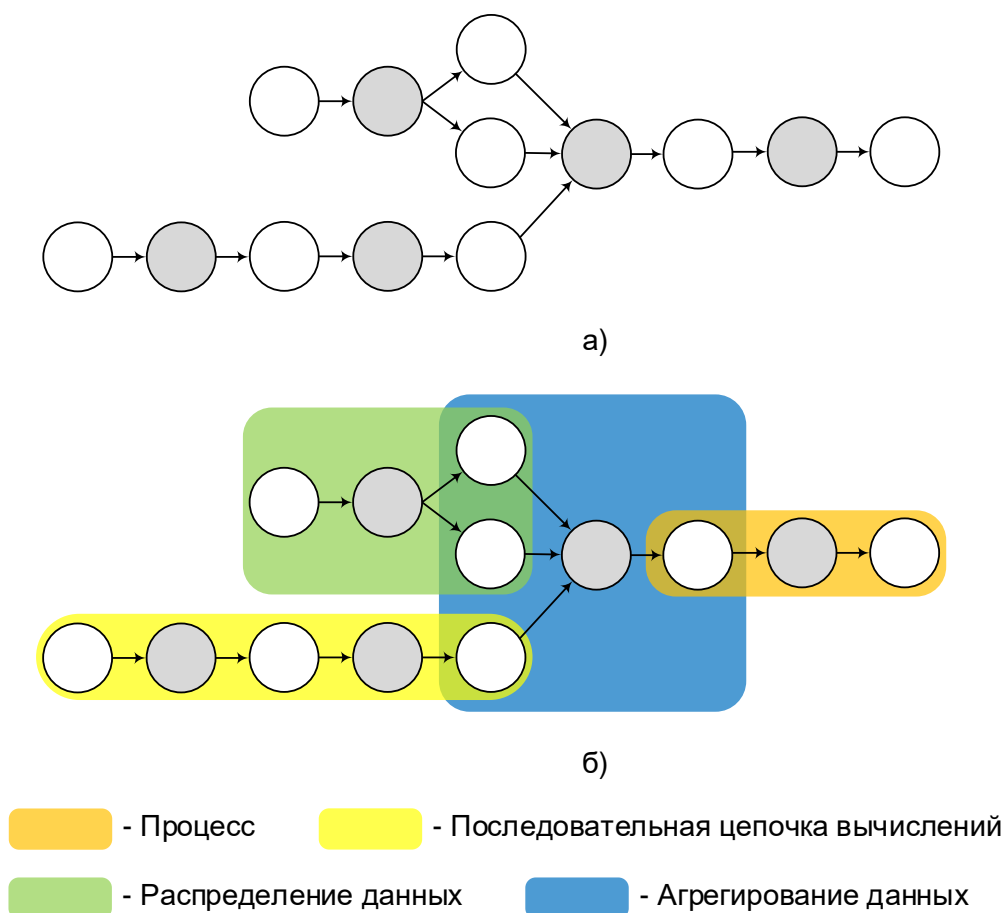 а)
б)
- Процесс - Последовательная цепочка вычислений
- Распределение данных - Агрегирование данных